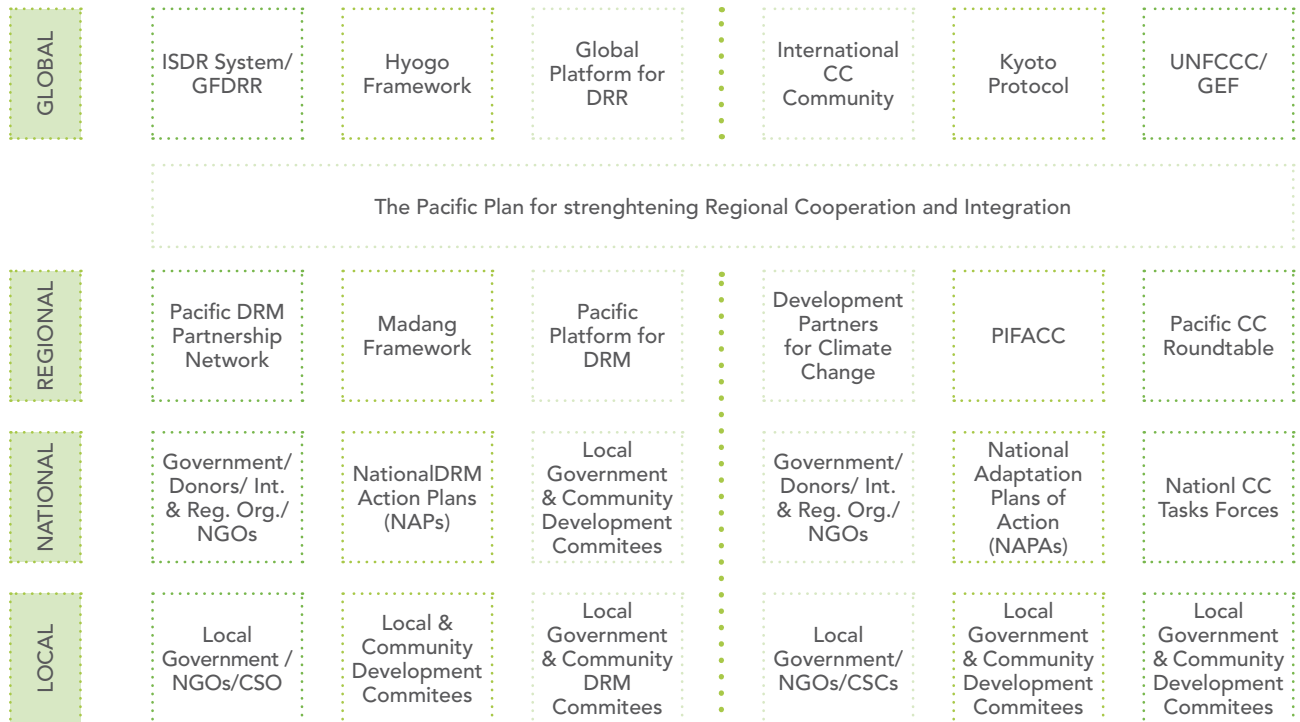 GLOBAL
ISDR System/
GFDRR
Hyogo
Framework
Global
Platform for
DRR
International
CC
Community
Kyoto
Protocol
UNFCCC/
GEF
The Pacific Plan for strenghtening Regional Cooperation and Integration
REGIONAL
Pacific DRM
Partnership
Network
Madang
Framework
Pacific
Platform for
DRM
Development
Partners
for Climate
Change
PIFACC
Pacific CC
Roundtable
NATIONAL
Government/
Donors/ Int.
& Reg. Org./
NGOs
NationalDRM
Action Plans
(NAPs)
Local
Government
& Community
Development
Commitees
Government/
Donors/ Int.
& Reg. Org./
NGOs
National
Adaptation
Plans of
Action
(NAPAs)
Nationl CC
Tasks Forces
LOCAL
Local
Government /
NGOs/CSO
Local &
Community
Development
Commitees
Local
Government
& Community
DRM
Commitees
Local
Government/
NGOs/CSCs
Local
Government
& Community
Development
Commitees
Local
Government
& Community
Development
Commitees